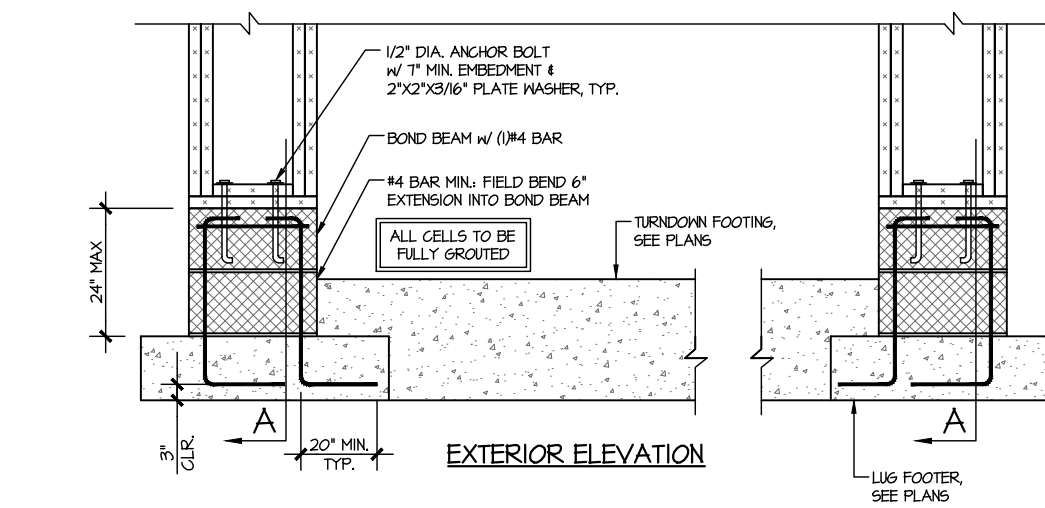 1/2" DIA. ANCHOR BOLT
W/ 7" MIN. EMBEDMENT &
2"X2"X3/16" PLATE WASHER, TYP.
BOND BEAM W/ (1)#4 BAR
#4 BAR MIN.: FIELD BEND 6"
EXTENSION INTO BOND BEAM
ALL CELLS TO BE
FULLY GROUTED
TURNDOWN FOOTING,
SEE PLANS
24" MAX
3"
CLR.
A
20" MIN.
TYP.
EXTERIOR ELEVATION
A
LUG FOOTER,
SEE PLANS